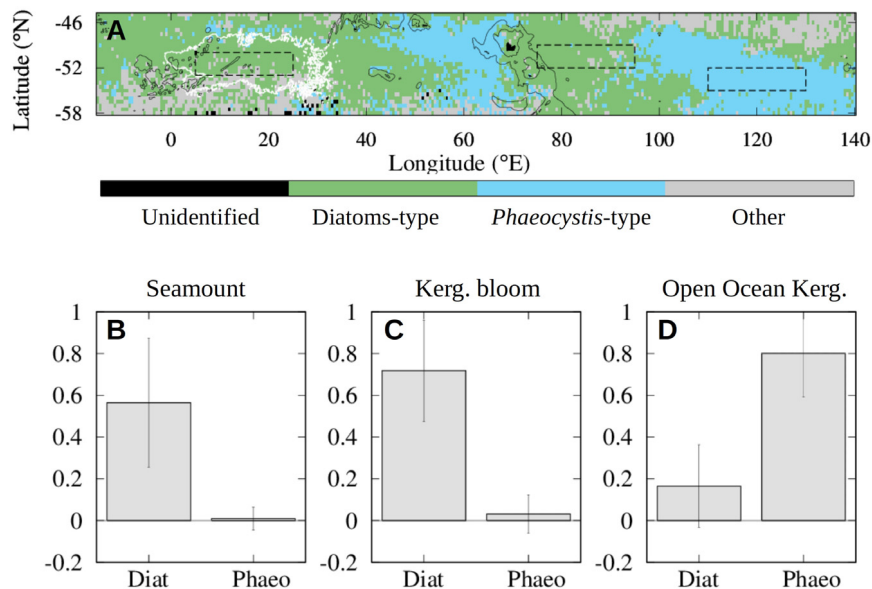 A
-46
-52
-58
Latitude (°N)
0 20 40 60 80 100 120 140
Longitude (°E)
Unidentified Diatoms-type Phaeocystis-type Other
Seamount Kerg. bloom Open Ocean Kerg.
B C D
1 1 1
0.8 0.8 0.8
0.6 0.6 0.6
0.4 0.4 0.4
0.2 0.2 0.2
0 0 0
-0.2 -0.2 -0.2
Diat Phaeo Diat Phaeo Diat Phaeo